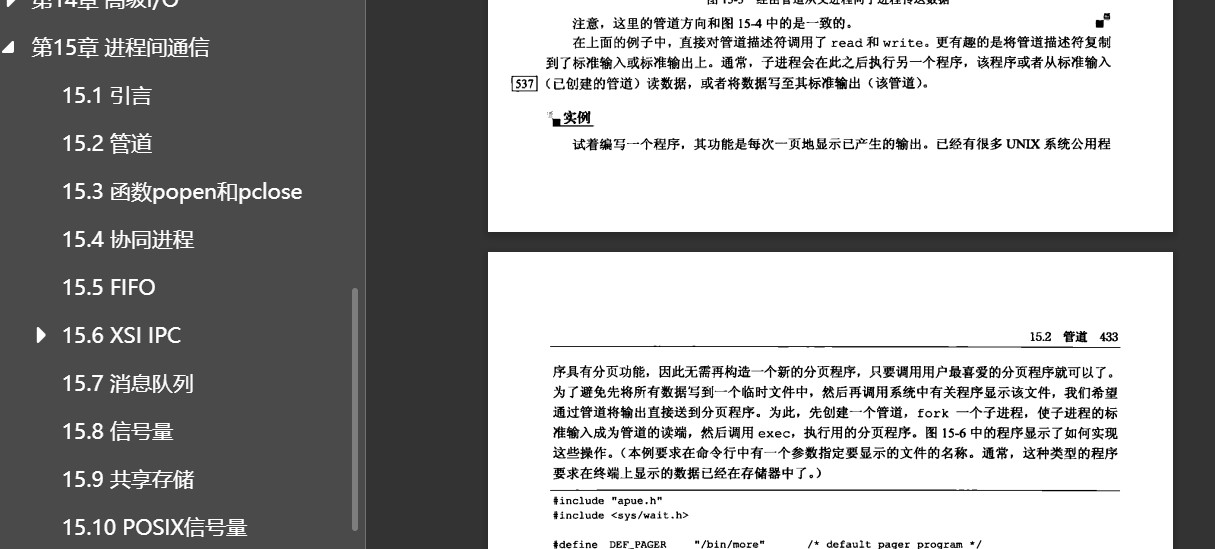 第14章 高级I/O
第15章 进程间通信
15.1 引言
15.2 管道
15.3 函数popen和pclose
15.4 协同进程
15.5 FIFO
15.6 XSI IPC
15.7 消息队列
15.8 信号量
15.9 共享存储
15.10 POSIX信号量
图 15-5 经由管道从父进程向子进程传送数据
注意，这里的管道方向和图 15-4 中的是一致的。
在上面的例子中，直接对管道描述符调用了 read 和 write。更有趣的是将管道描述符复制
到了标准输入或标准输出上。通常，子进程会在此之后执行另一个程序，该程序或者从标准输入
537 （已创建的管道）读数据，或者将数据写至其标准输出（该管道）。
实例
试着编写一个程序，其功能是每次一页地显示已产生的输出。已经有很多 UNIX 系统公用程
15.2 管道 433
序具有分页功能，因此无需再构造一个新的分页程序，只要调用用户最喜爱的分页程序就可以了。
为了避免先将所有数据写到一个临时文件中，然后再调用系统中有关程序显示该文件，我们希望
通过管道将输出直接送到分页程序。为此，先创建一个管道，fork 一个子进程，使子进程的标
准输入成为管道的读端，然后调用 exec，执行用的分页程序。图 15-6 中的程序显示了如何实现
这些操作。（本例要求在命令行中有一个参数指定要显示的文件的名称。通常，这种类型的程序
要求在终端上显示的数据已经在存储器中了。）
#include "apue.h"
#include <sys/wait.h>
#define DEF_PAGER "/bin/more" /* default pager program */